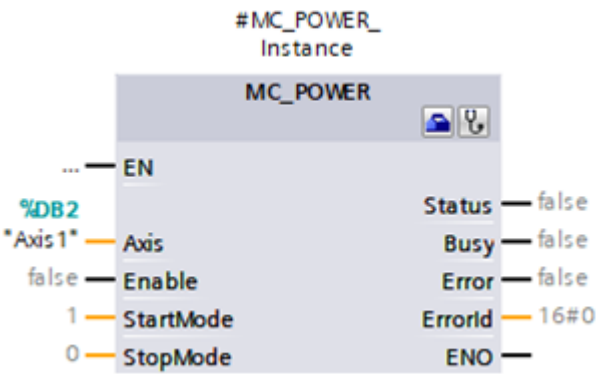 #MC_POWER_
Instance
MC_POWER
... EN
%DB2
Status false
"Axis1" Axis Busy false
false Enable Error false
1 StartMode ErrorId 16#0
0 StopMode ENO